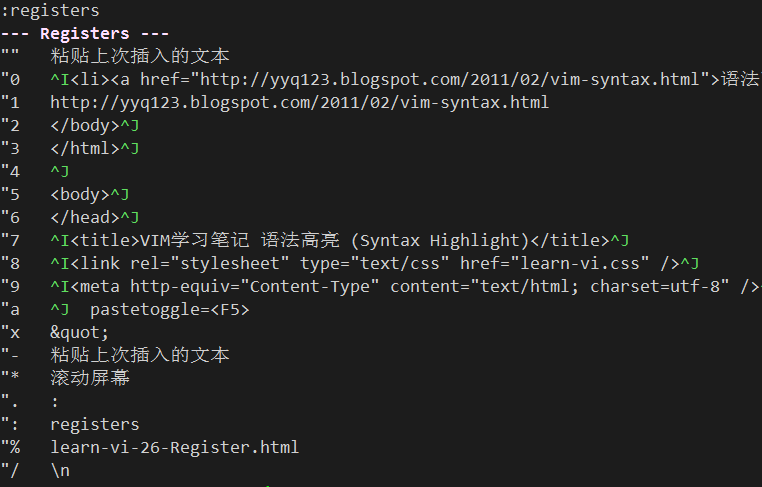 :registers
--- Registers ---
""   粘贴上次插入的文本
"0   ^I<li><a href="http://yyq123.blogspot.com/2011/02/vim-syntax.html">语法
"1   http://yyq123.blogspot.com/2011/02/vim-syntax.html
"2   </body>^J
"3   </html>^J
"4   ^J
"5   <body>^J
"6   </head>^J
"7   ^I<title>VIM学习笔记 语法高亮 (Syntax Highlight)</title>^J
"8   ^I<link rel="stylesheet" type="text/css" href="learn-vi.css" />^J
"9   ^I<meta http-equiv="Content-Type" content="text/html; charset=utf-8" />
"a   ^J  pastetoggle=<F5>
"x   &quot;
"-   粘贴上次插入的文本
"*   滚动屏幕
".   :
":   registers
"%   learn-vi-26-Register.html
"/   \n